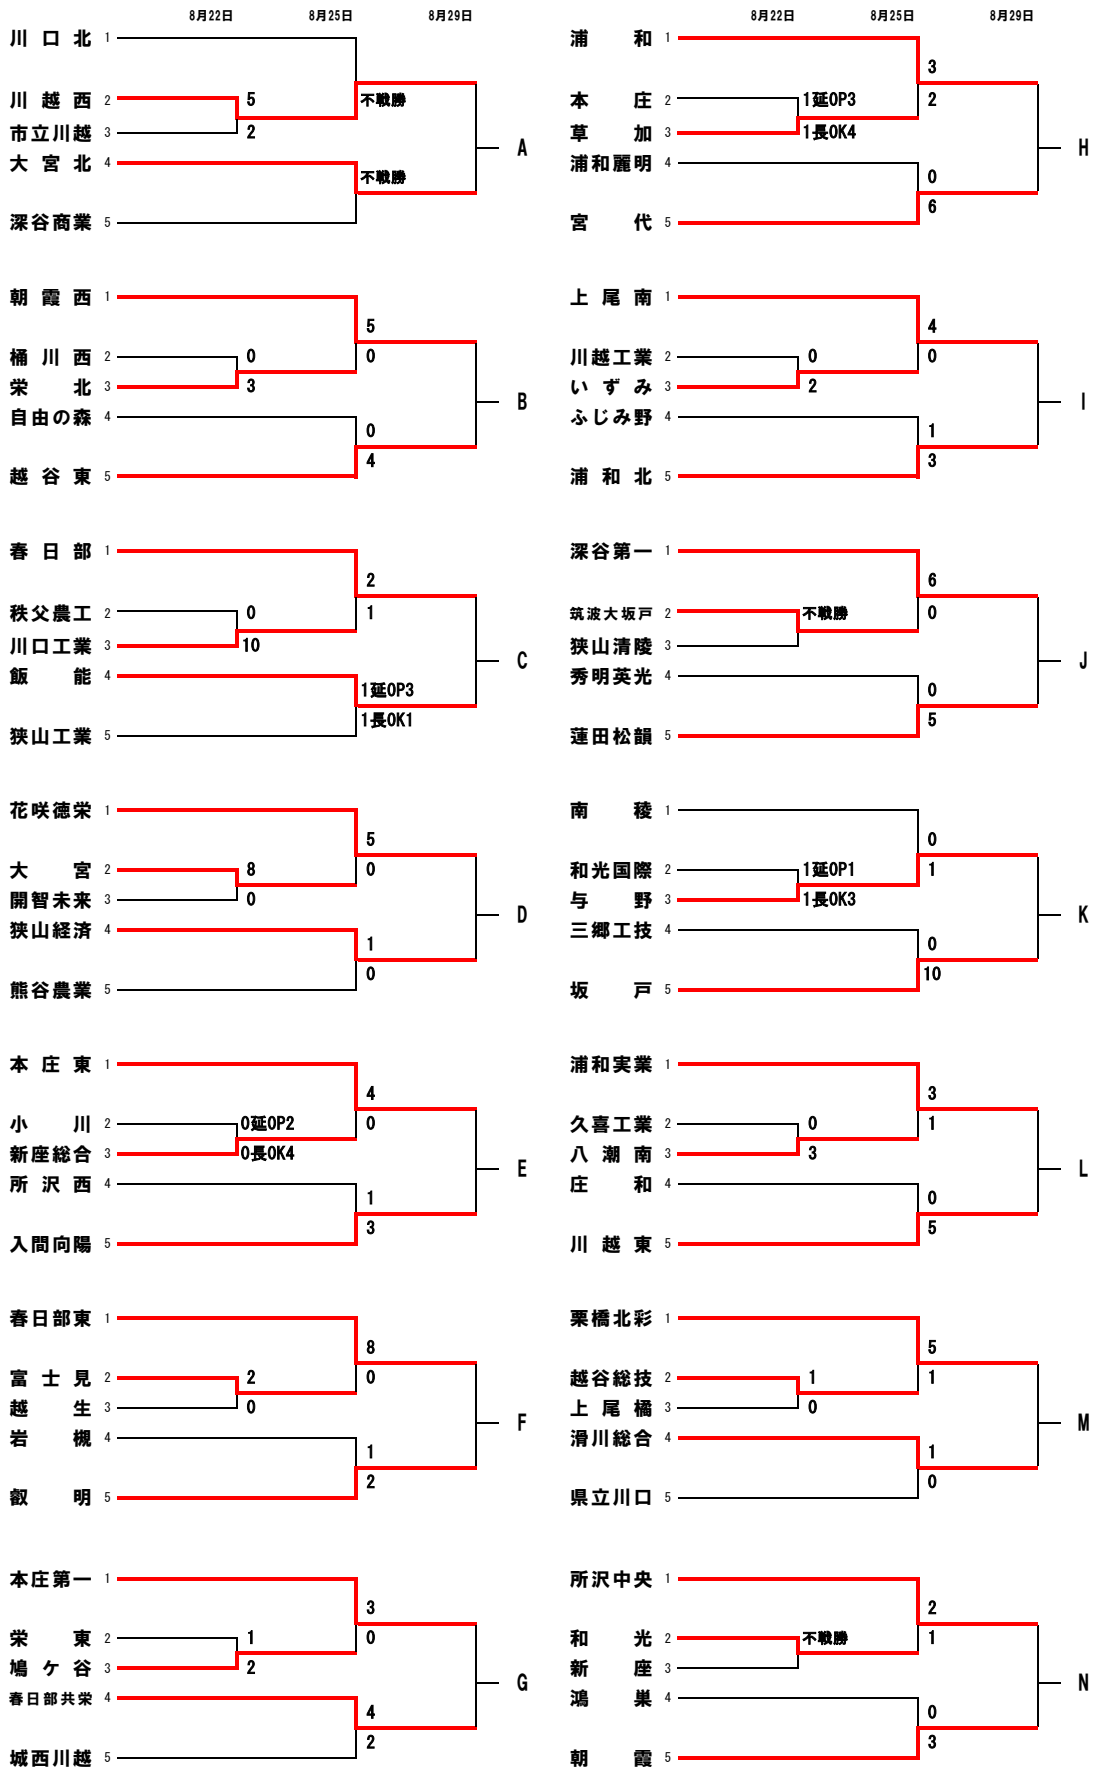 8月22日 8月25日 8月29日
川口北 1
川越西 2 5 不戦勝
市立川越 3 2
A
大宮北 4 不戦勝
深谷商業 5
朝霞西 1
5
桶川西 2 0 0
栄北 3 3
B
自由の森 4
0
越谷東 5 4
春日部 1
2
秩父農工 2 0 1
川口工業 3 10
C
飯能 4
1延0P3
1長0K1
狭山工業 5
花咲徳栄 1
5
大宮 2 8 0
開智未来 3 0
D
狭山経済 4
1
0
熊谷農業 5
本庄東 1
4
小川 2 0延0P2 0
新座総合 3 0長0K4
E
所沢西 4
1
3
入間向陽 5
春日部東 1
8
富士見 2 2 0
越生 3 0
F
岩槻 4
1
2
叡明 5
本庄第一 1
3
栄東 2 1 0
鳩ケ谷 3 2
G
春日部共栄 4
4
2
城西川越 5
8月22日 8月25日 8月29日
浦和 1
3
本庄 2 1延0P3 2
草加 3 1長0K4
H
浦和麗明 4
0
6
宮代 5
上尾南 1
4
川越工業 2 0 0
いずみ 3 2
I
ふじみ野 4
1
3
浦和北 5
深谷第一 1
6
筑波大坂戸 2 不戦勝 0
狭山清陵 3
J
秀明英光 4
0
5
蓮田松韻 5
南稜 1
0
和光国際 2 1延0P1 1
与野 3 1長0K3
K
三郷工技 4
0
10
坂戸 5
浦和実業 1
3
久喜工業 2 0 1
八潮南 3 3
L
庄和 4
0
5
川越東 5
栗橋北彩 1
5
越谷総技 2 1 1
上尾橘 3 0
M
滑川総合 4
1
0
県立川口 5
所沢中央 1
2
和光 2 不戦勝 1
新座 3
N
鴻巣 4
0
3
朝霞 5